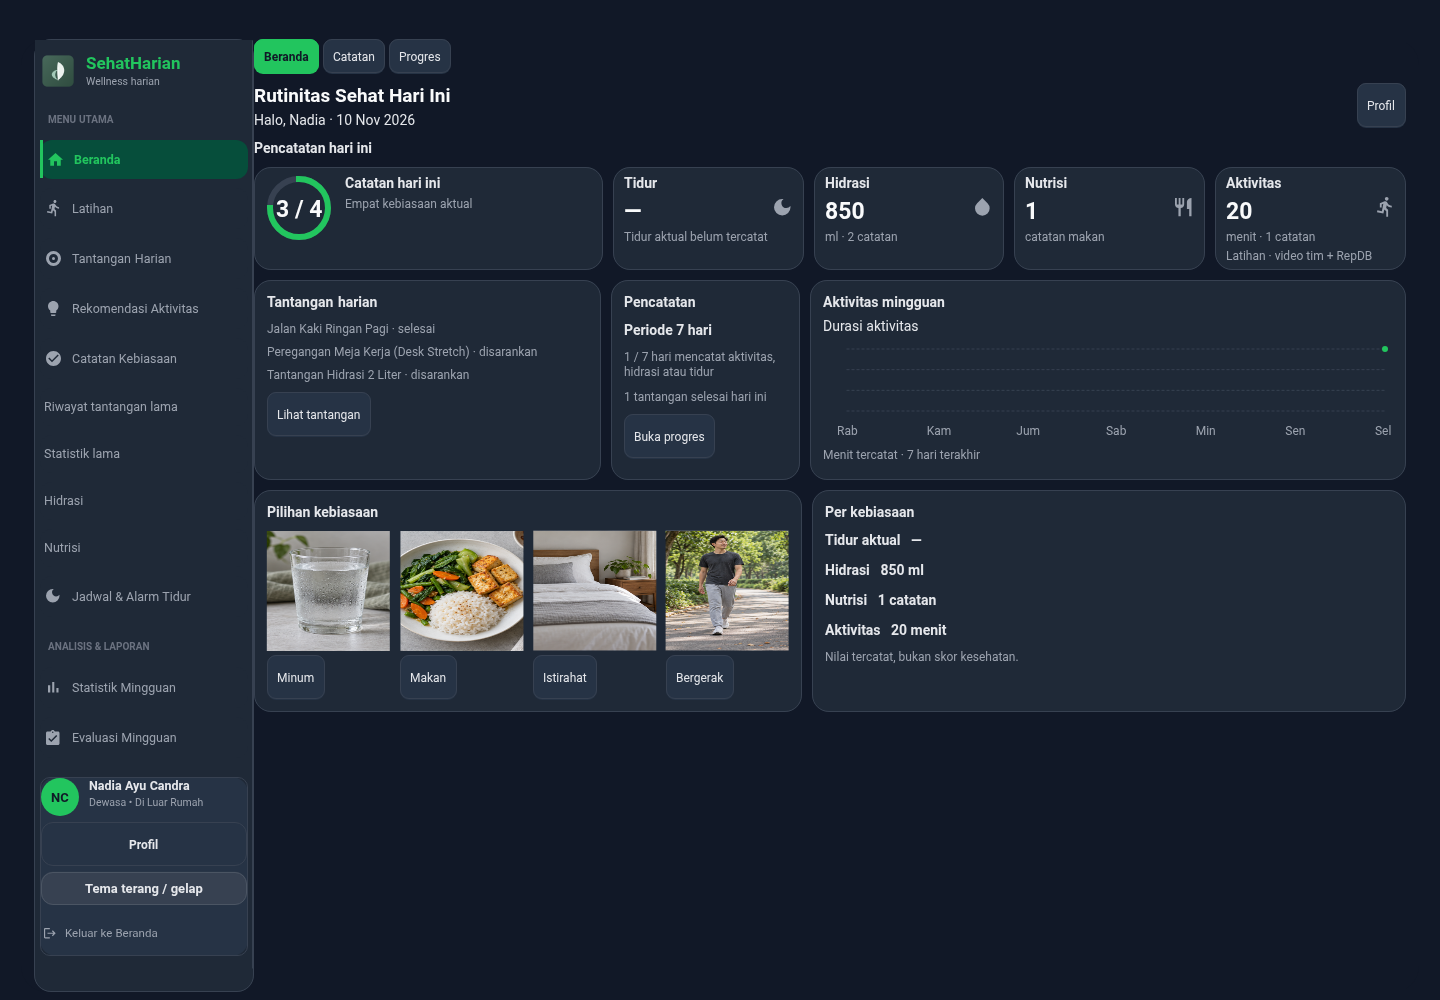 SehatHarian
Wellness harian
MENU UTAMA
Beranda
Latihan
Tantangan Harian
Rekomendasi Aktivitas
Catatan Kebiasaan
Riwayat tantangan lama
Statistik lama
Hidrasi
Nutrisi
Jadwal & Alarm Tidur
ANALISIS & LAPORAN
Statistik Mingguan
Evaluasi Mingguan
NC
Nadia Ayu Candra
Dewasa • Di Luar Rumah
Profil
Tema terang / gelap
Keluar ke Beranda
Beranda
Catatan
Progres
Rutinitas Sehat Hari Ini
Halo, Nadia · 10 Nov 2026
Profil
Pencatatan hari ini
3 / 4
Catatan hari ini
Empat kebiasaan aktual
Tidur
—
Tidur aktual belum tercatat
Hidrasi
850
ml · 2 catatan
Nutrisi
1
catatan makan
Aktivitas
20
menit · 1 catatan
Latihan · video tim + RepDB
Tantangan harian
Jalan Kaki Ringan Pagi · selesai
Peregangan Meja Kerja (Desk Stretch) · disarankan
Tantangan Hidrasi 2 Liter · disarankan
Lihat tantangan
Pencatatan
Periode 7 hari
1 / 7 hari mencatat aktivitas,
hidrasi atau tidur
1 tantangan selesai hari ini
Buka progres
Aktivitas mingguan
Durasi aktivitas
Rab Kam Jum Sab Min Sen Sel
Menit tercatat · 7 hari terakhir
Pilihan kebiasaan
Minum
Makan
Istirahat
Bergerak
Per kebiasaan
Tidur aktual —
Hidrasi 850 ml
Nutrisi 1 catatan
Aktivitas 20 menit
Nilai tercatat, bukan skor kesehatan.